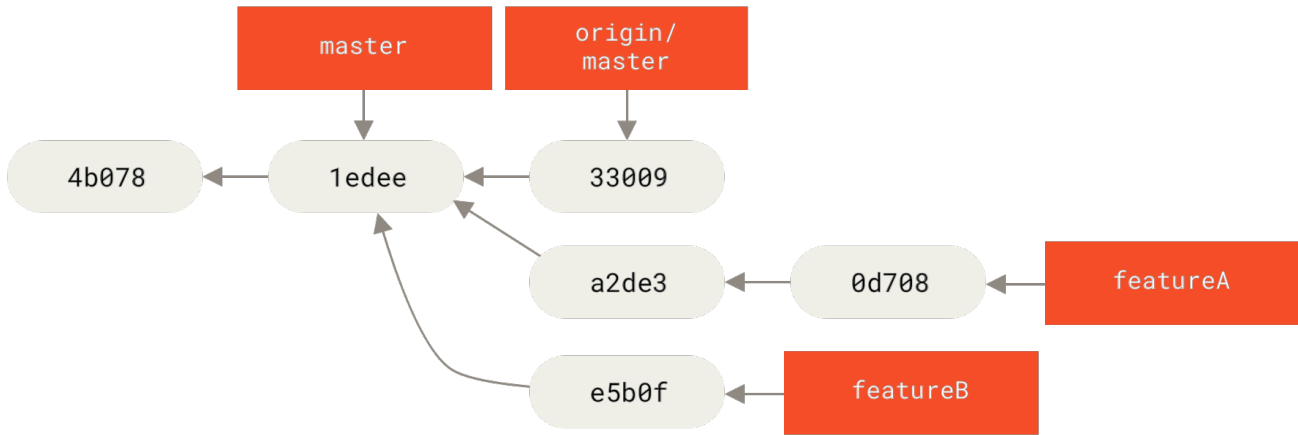 master
origin/
master
4b078
1edee
33009
a2de3
0d708
featureA
e5b0f
featureB